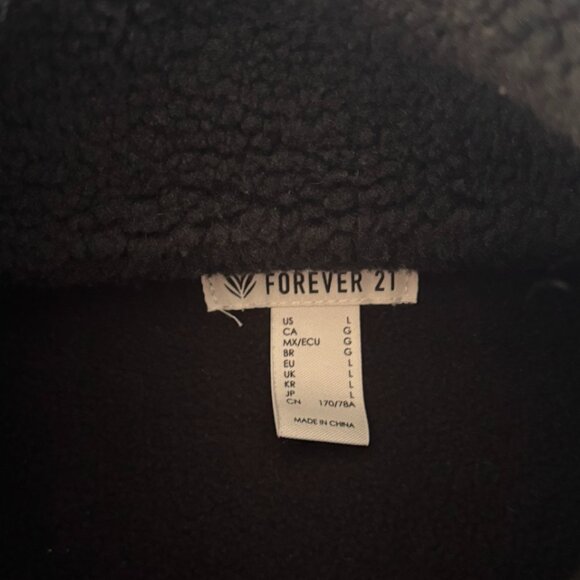 FOREVER 21
US L
CA G
MX/ECU G
BR G
EU L
UK L
KR L
JP L
CN 170/78A
MADE IN CHINA